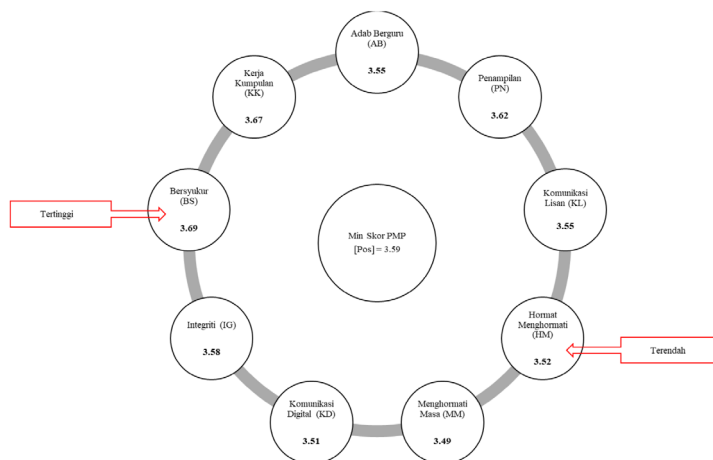 Adab Berguru
(AB)
3.55
Penampilan
(PN)
3.62
Komunikasi
Lisan (KL)
3.55
Hormat
Menghormati
(HM)
3.52
Terendah
Menghormati
Masa (MM)
3.49
Komunikasi
Digital (KD)
3.51
Integriti (IG)
3.58
Bersyukur
(BS)
3.69
Tertinggi
Kerja
Kumpulan
(KK)
3.67
Min Skor PMP
[Pos] = 3.59